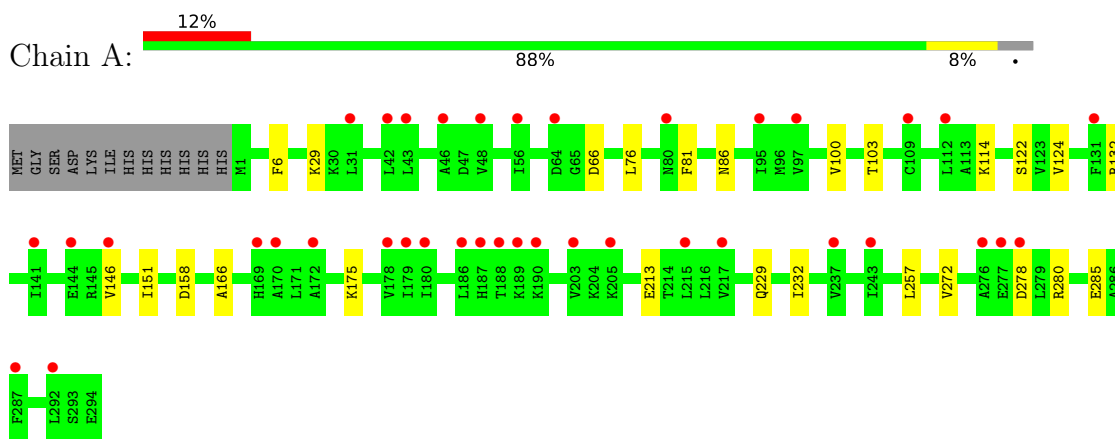 12%
Chain A:
88% 8% •
MET GLY SER ASP LYS ILE HIS HIS HIS HIS HIS HIS M1 F6 K29 K30 L31 L42 L43 A46 D47 V48 I56 D64 G65 D66 L76 N80 F81 N86 I95 M96 V97 V100 T103 C109 L112 A113 K114 S122 V123 V124 F131 R132
I141 E144 R145 V146 I151 D158 A166 H169 A170 L171 A172 K175 V178 I179 I180 L186 H187 T188 K189 K190 V203 K204 K205 E213 T214 L215 L216 V217 Q229 I232 V237 I243 L257 V272 A276 E277 D278 L279 R280 E285 A286
F287 L292 S293 E294